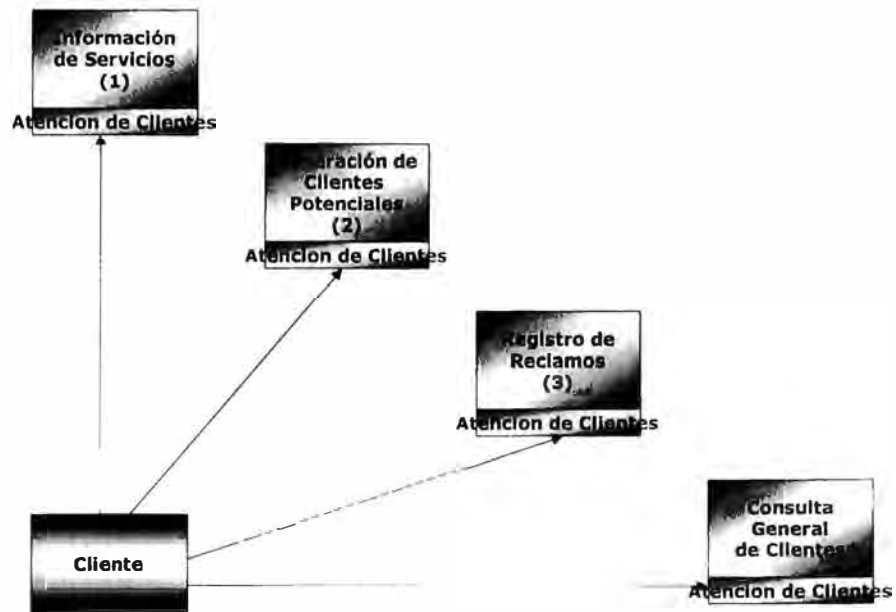 Información
de Servicios
(1)
Atencion de Clientes
de
Clientes
Potenciales
(2)
Atencion de Clientes
Registro de
Reclamos
(3)
Atencion de Clientes
Consulta
General
de Clientes
Atencion de Clientes
Cliente